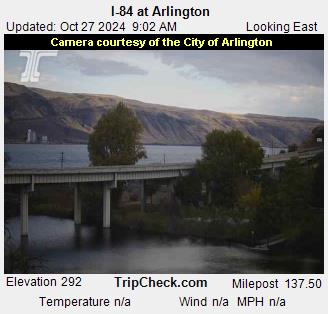 I-84 at Arlington
Updated: Oct 27 2024 9:02 AM Looking East
Camera courtesy of the City of Arlington
Elevation 292 TripCheck.com Milepost 137.50
Temperature n/a Wind n/a MPH n/a